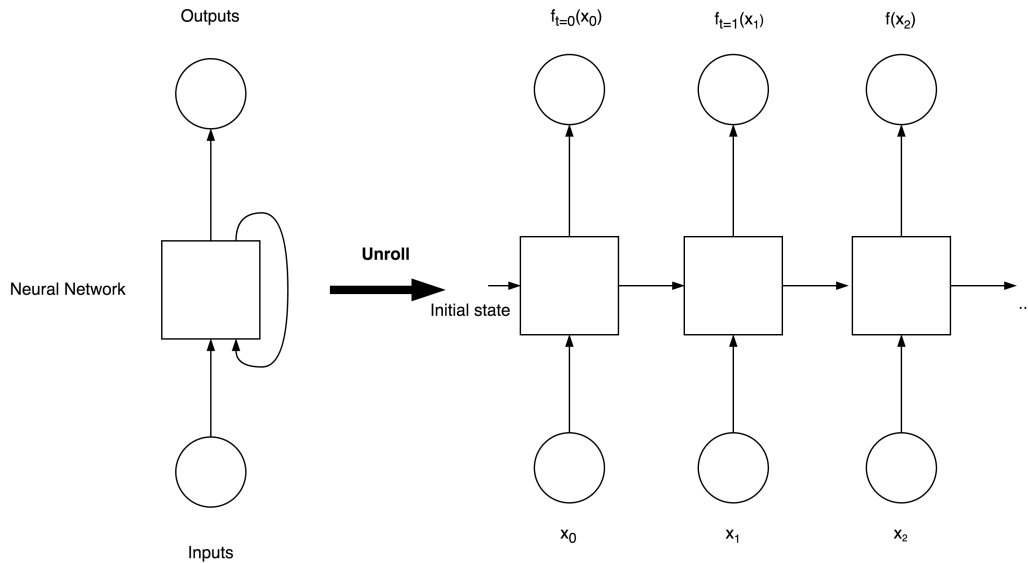 Outputs
f_{t=0}(x_0)
f_{t=1}(x_1)
f(x_2)
Unroll
Neural Network
Initial state
..
x_0
x_1
x_2
Inputs